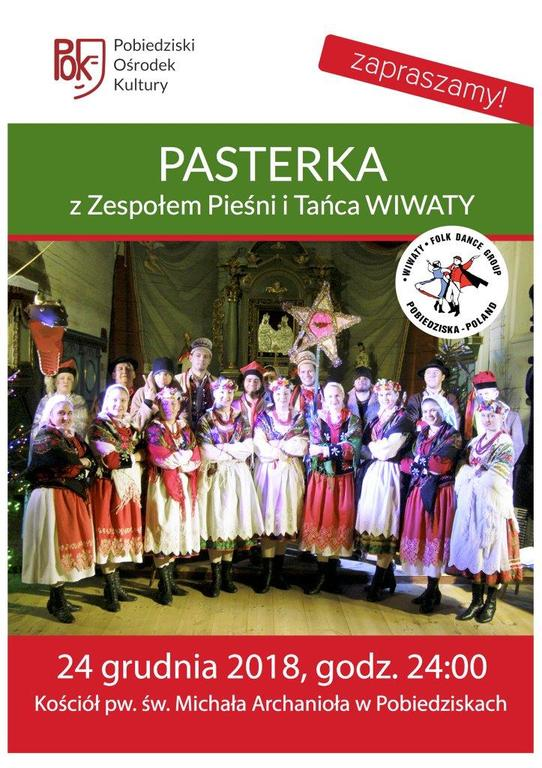 POK
Pobiedziski
Ośrodek
Kultury
zapraszamy!
PASTERKA
z Zespołem Pieśni i Tańca WIWATY
• WIWATY • FOLK DANCE GROUP
POBIEDZISKA - POLAND
24 grudnia 2018, godz. 24:00
Kościół pw. św. Michała Archanioła w Pobiedziskach